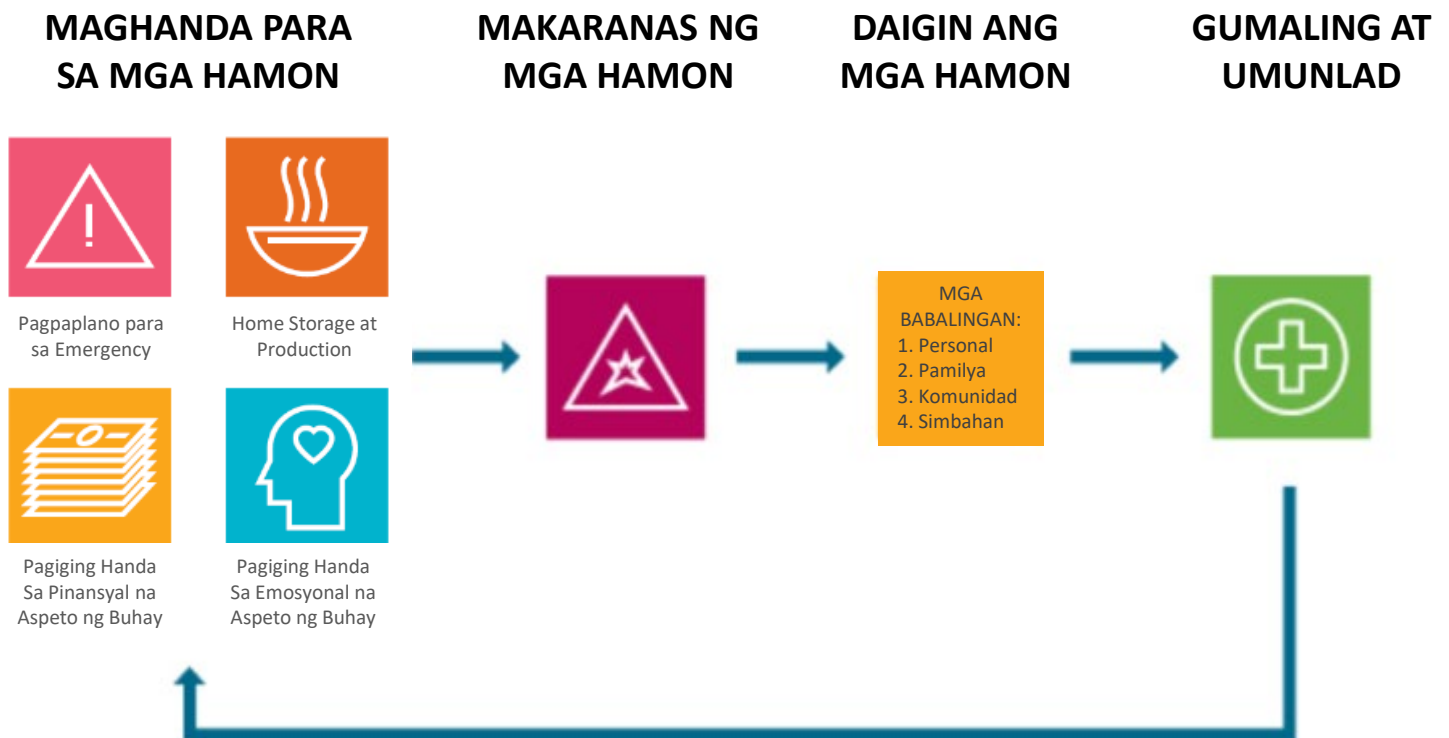 MAGHANDA PARA
SA MGA HAMON
MAKARANAS NG
MGA HAMON
DAIGIN ANG
MGA HAMON
GUMALING AT
UMUNLAD
!
Pagpaplano para
sa Emergency
Home Storage at
Production
Pagiging Handa
Sa Pinansyal na
Aspeto ng Buhay
Pagiging Handa
Sa Emosyonal na
Aspeto ng Buhay
MGA
BABALINGAN:
1. Personal
2. Pamilya
3. Komunidad
4. Simbahan